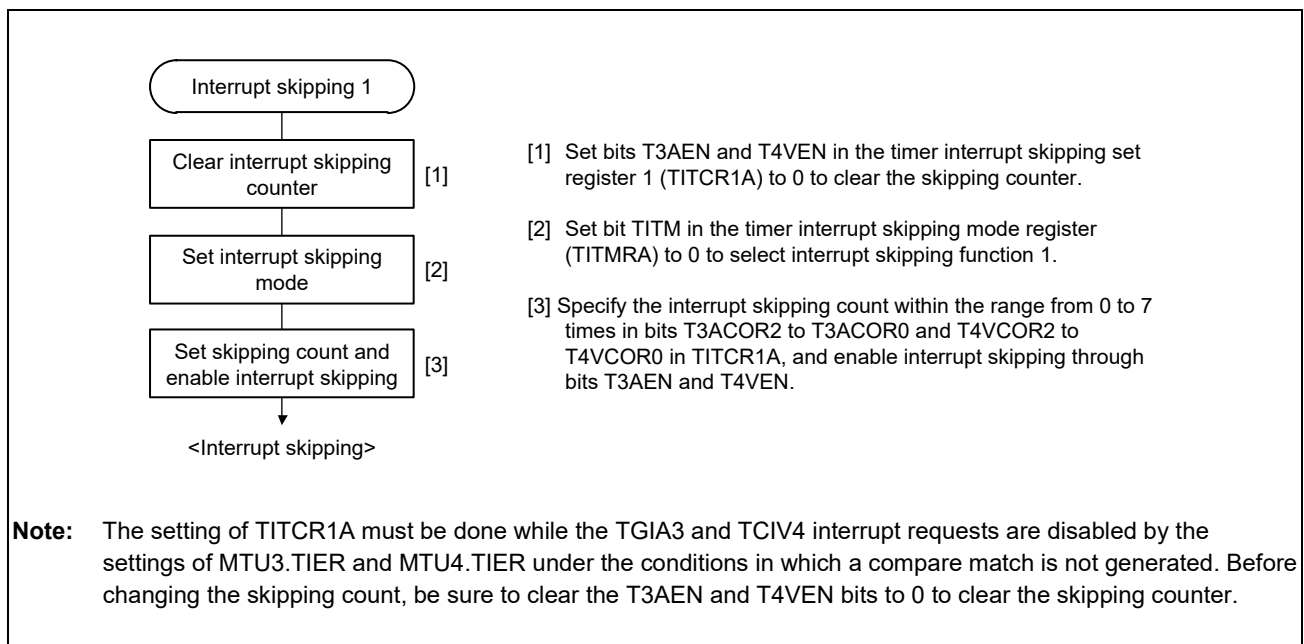 Interrupt skipping 1
Clear interrupt skipping
counter
[1]
Set interrupt skipping
mode
[2]
Set skipping count and
enable interrupt skipping
[3]
<Interrupt skipping>
[1] Set bits T3AEN and T4VEN in the timer interrupt skipping set
register 1 (TITCR1A) to 0 to clear the skipping counter.
[2] Set bit TITM in the timer interrupt skipping mode register
(TITMRA) to 0 to select interrupt skipping function 1.
[3] Specify the interrupt skipping count within the range from 0 to 7
times in bits T3ACOR2 to T3ACOR0 and T4VCOR2 to
T4VCOR0 in TITCR1A, and enable interrupt skipping through
bits T3AEN and T4VEN.
Note: The setting of TITCR1A must be done while the TGIA3 and TCIV4 interrupt requests are disabled by the
settings of MTU3.TIER and MTU4.TIER under the conditions in which a compare match is not generated. Before
changing the skipping count, be sure to clear the T3AEN and T4VEN bits to 0 to clear the skipping counter.